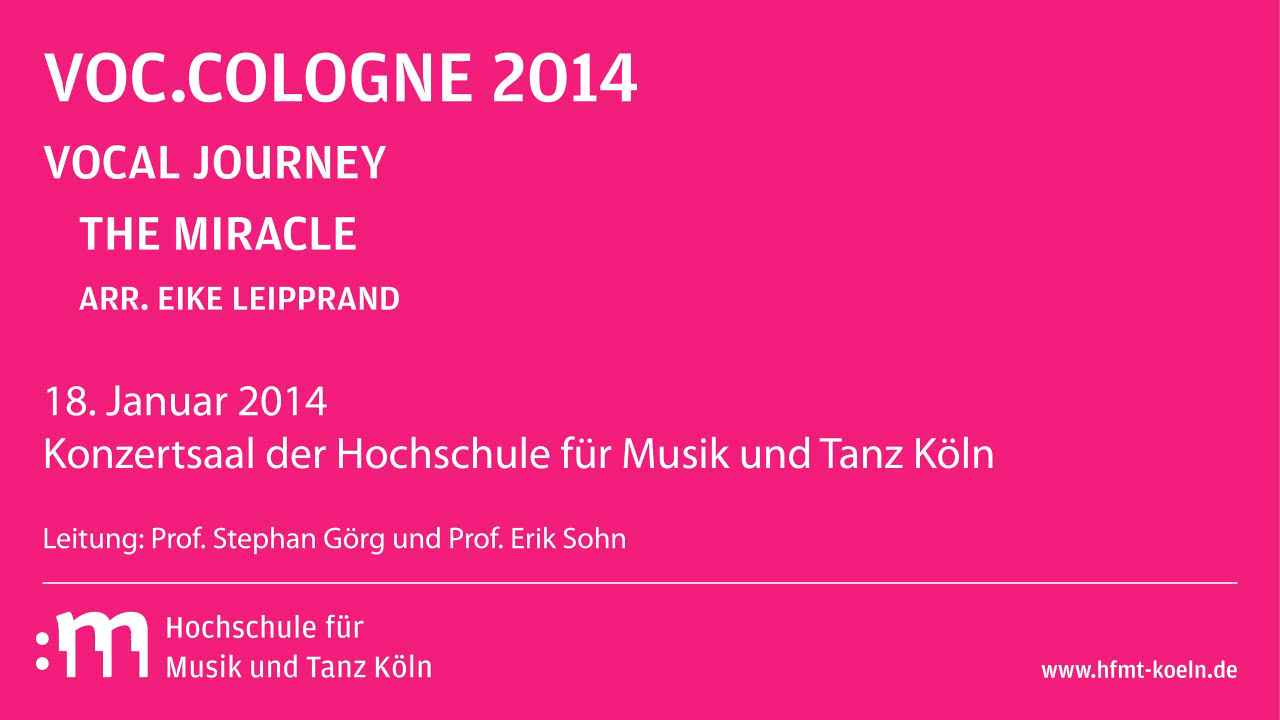 VOC.COLOGNE 2014
VOCAL JOURNEY
THE MIRACLE
ARR. EIKE LEIPPRAND
18. Januar 2014
Konzertsaal der Hochschule für Musik und Tanz Köln
Leitung: Prof. Stephan Görg und Prof. Erik Sohn
:m
Hochschule für
Musik und Tanz Köln
www.hfmt-koeln.de